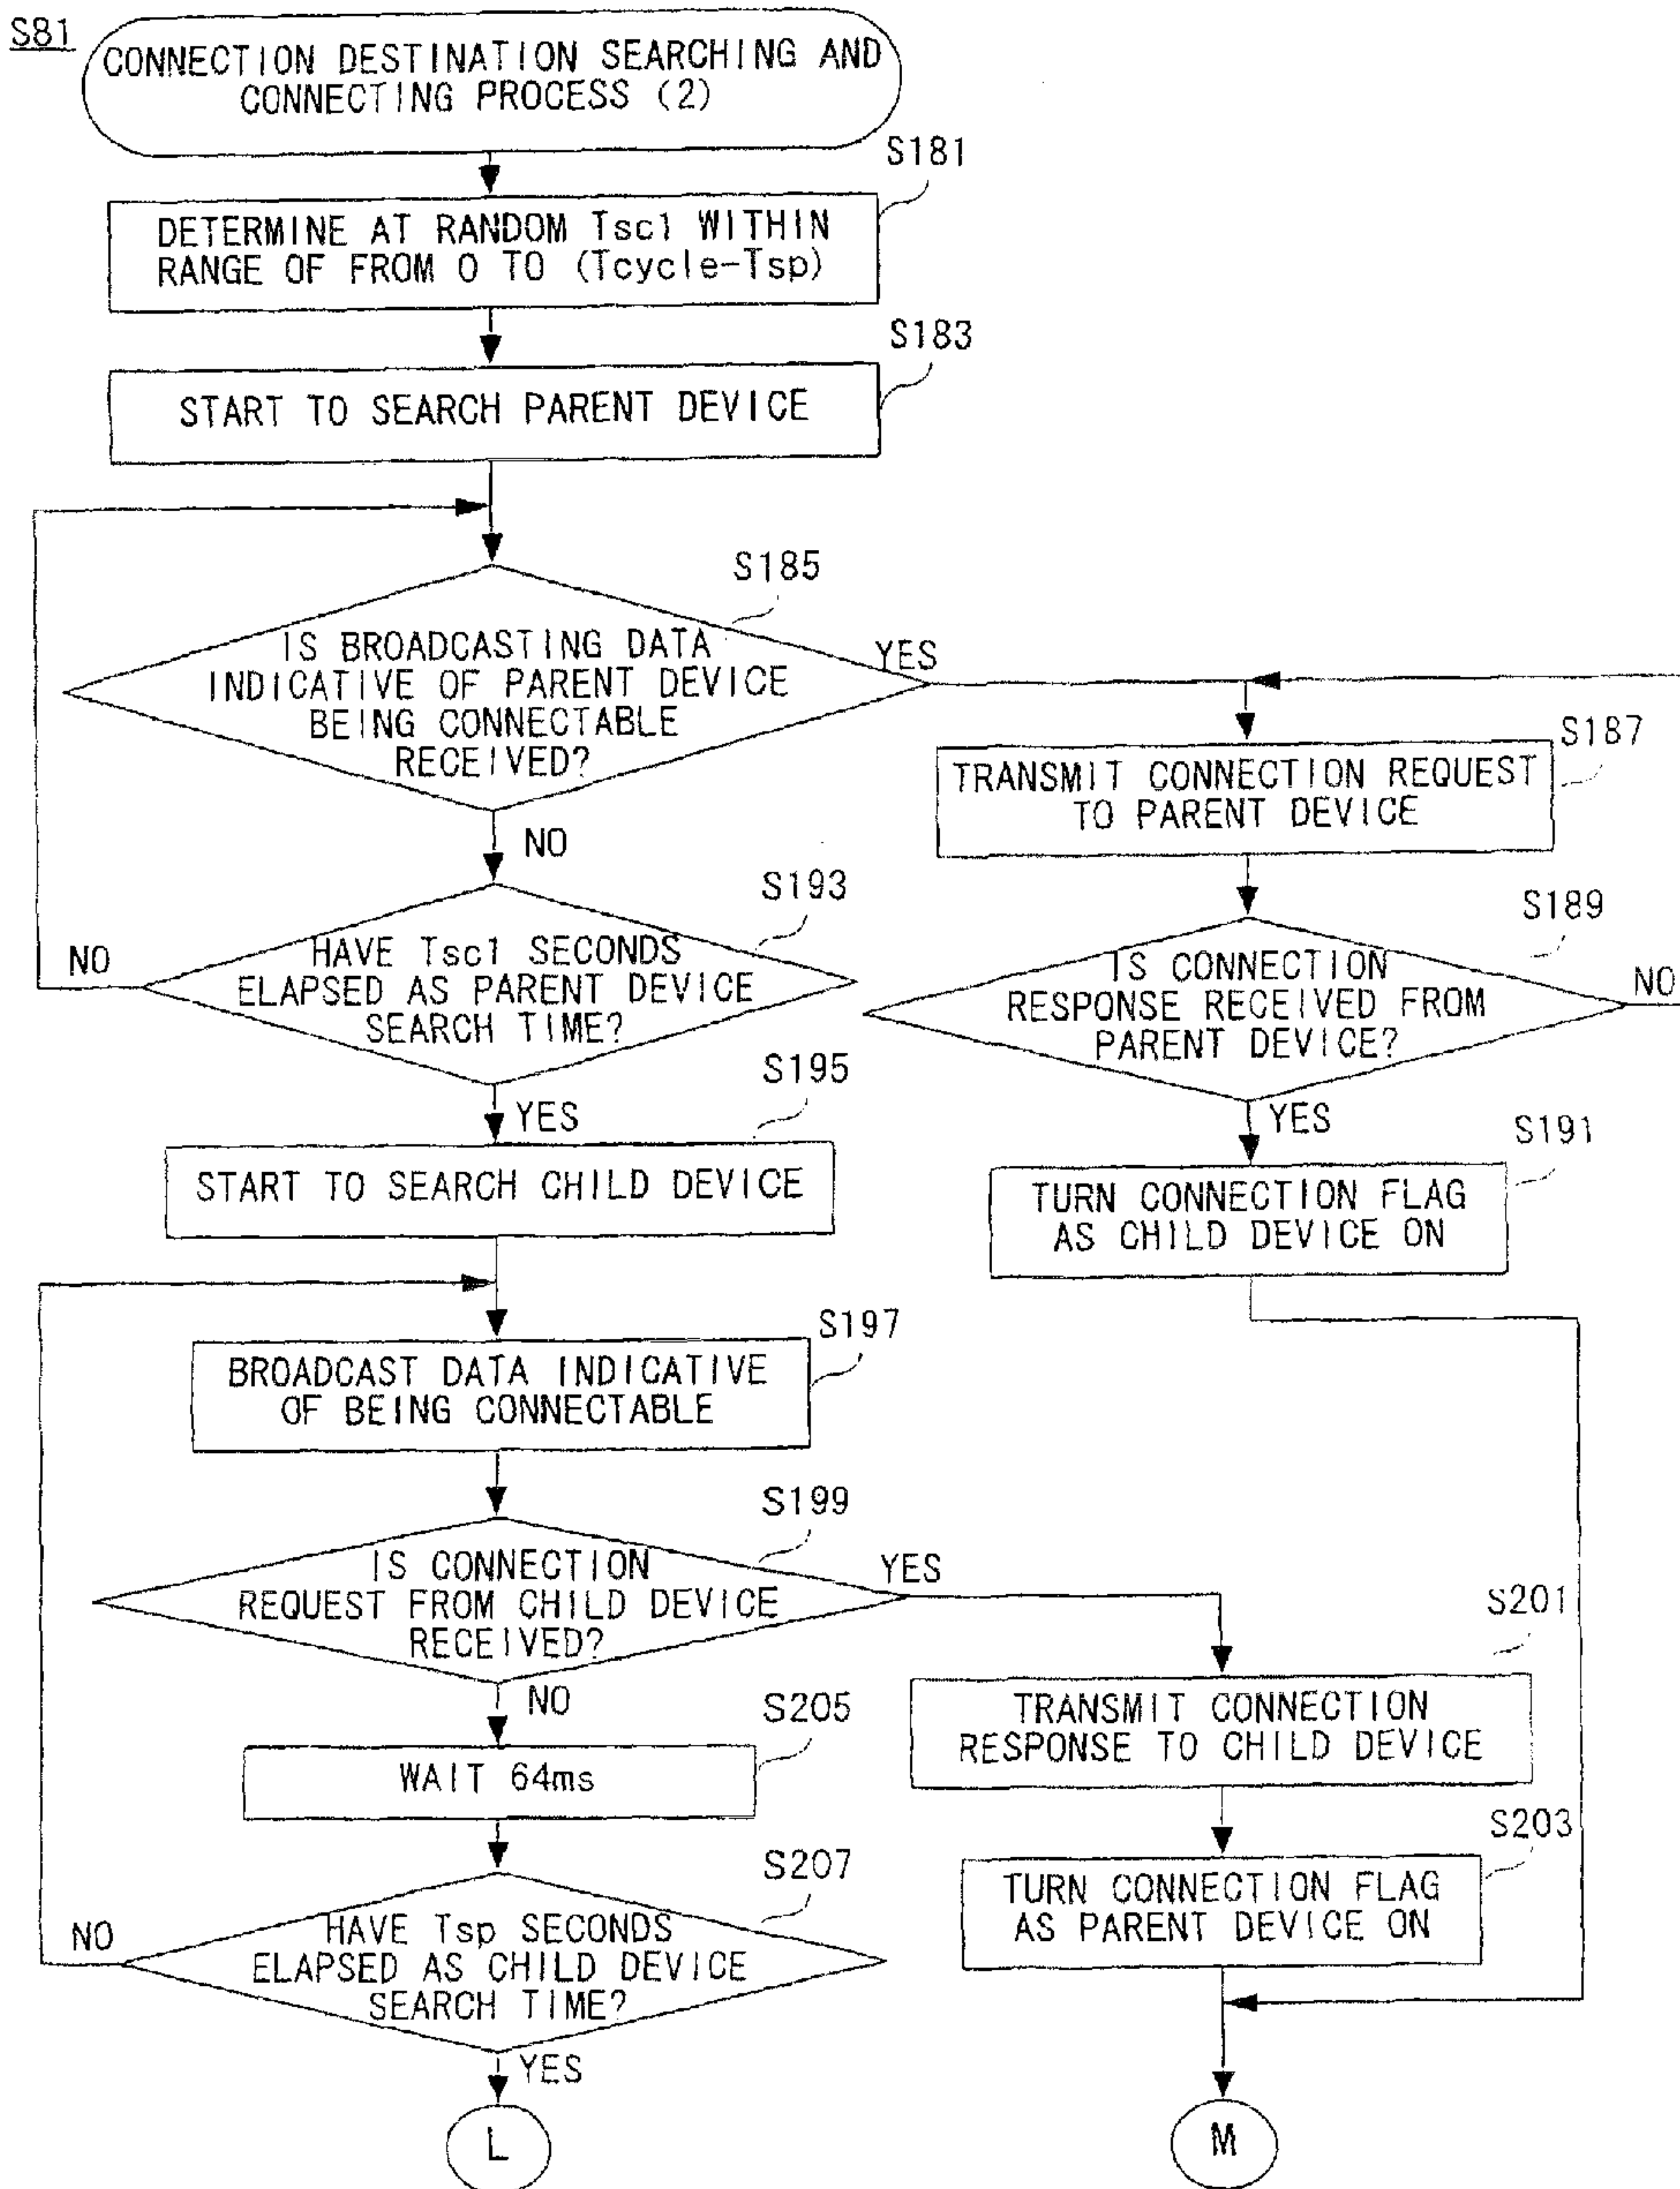 S81
CONNECTION DESTINATION SEARCHING AND
CONNECTING PROCESS (2)
S181
DETERMINE AT RANDOM Tsc1 WITHIN
RANGE OF FROM 0 TO (Tcycle-Tsp)
S183
START TO SEARCH PARENT DEVICE
S185
IS BROADCASTING DATA
INDICATIVE OF PARENT DEVICE
BEING CONNECTABLE
RECEIVED?
YES
NO
S187
TRANSMIT CONNECTION REQUEST
TO PARENT DEVICE
S189
IS CONNECTION
RESPONSE RECEIVED FROM
PARENT DEVICE?
NO
YES
S191
TURN CONNECTION FLAG
AS CHILD DEVICE ON
S193
HAVE Tsc1 SECONDS
ELAPSED AS PARENT DEVICE
SEARCH TIME?
NO
YES
S195
START TO SEARCH CHILD DEVICE
S197
BROADCAST DATA INDICATIVE
OF BEING CONNECTABLE
S199
IS CONNECTION
REQUEST FROM CHILD DEVICE
RECEIVED?
YES
NO
S201
TRANSMIT CONNECTION
RESPONSE TO CHILD DEVICE
S203
TURN CONNECTION FLAG
AS PARENT DEVICE ON
S205
WAIT 64ms
S207
HAVE Tsp SECONDS
ELAPSED AS CHILD DEVICE
SEARCH TIME?
NO
YES
L
M